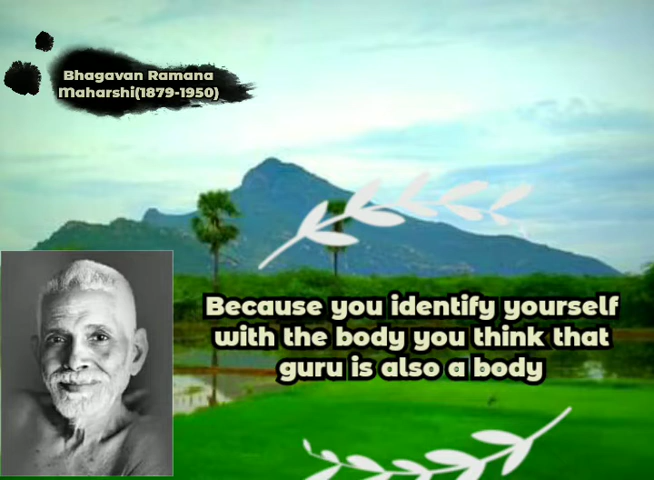 Bhagavan Ramana
Maharshi(1879-1950)
Because you identify yourself
with the body you think that
guru is also a body